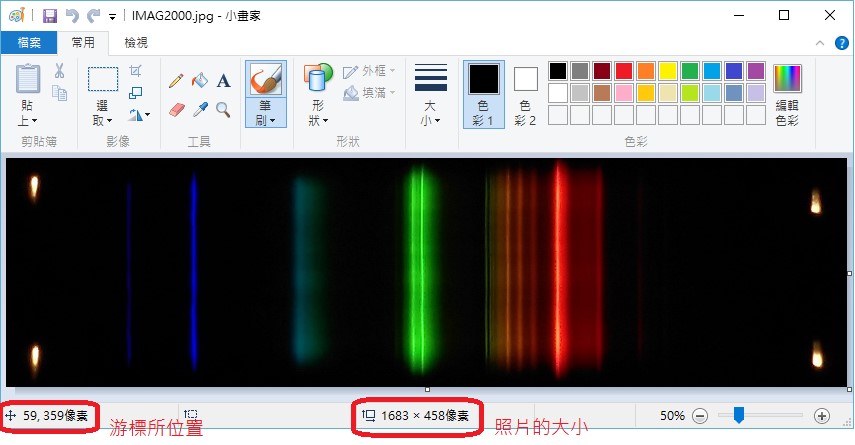 IMAG2000.jpg - 小畫家
檔案 常用 檢視
貼上
剪貼簿
選取
影像
工具
筆刷
外框
填滿
形狀
形狀
大小
色彩 1
色彩 2
編輯色彩
色彩
59, 359像素
游標所位置
1683 × 458像素
照片的大小
50%